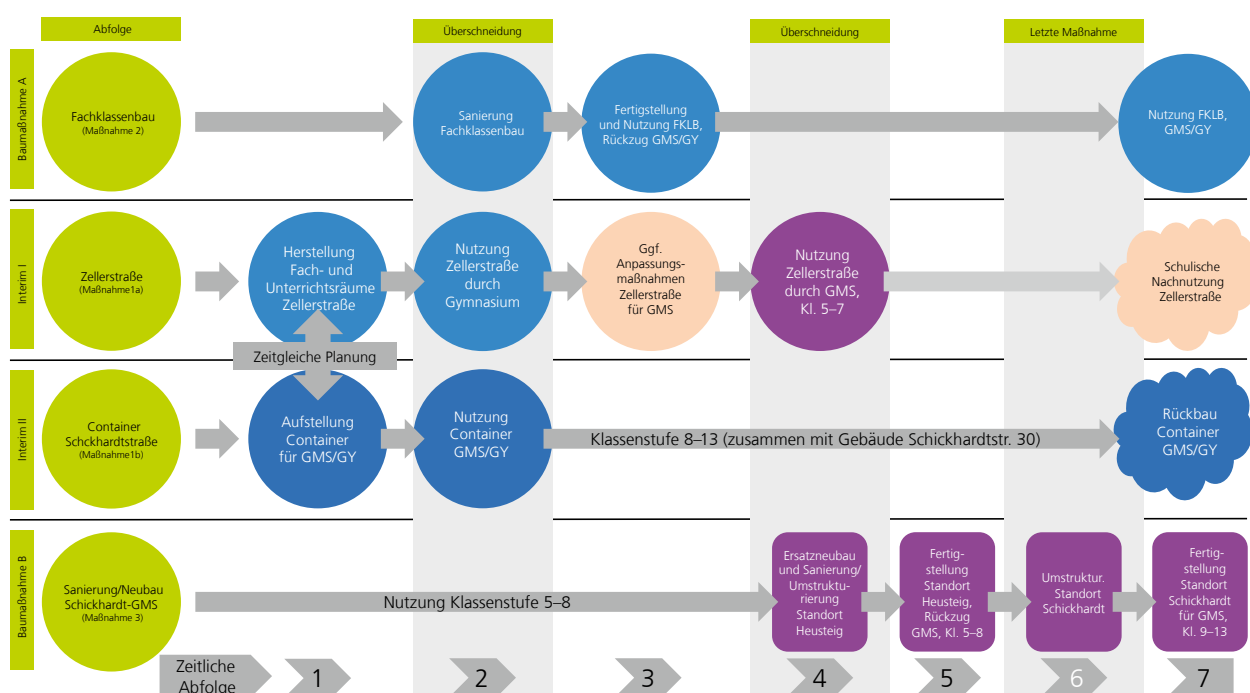 Abfolge
Überschneidung
Überschneidung
Letzte Maßnahme
Baumaßnahme A
Fachklassenbau
(Maßnahme 2)
Sanierung
Fachklassenbau
Fertigstellung
und Nutzung FKLB,
Rückzug GMS/GY
Nutzung FKLB,
GMS/GY
Interim I
Zellerstraße
(Maßnahme1a)
Herstellung
Fach- und
Unterrichtsräume
Zellerstraße
Nutzung
Zellerstraße
durch
Gymnasium
Ggf.
Anpassungs-
maßnahmen
Zellerstraße
für GMS
Nutzung
Zellerstraße
durch GMS,
Kl. 5–7
Schulische
Nachnutzung
Zellerstraße
Zeitgleiche Planung
Interim II
Container
Schckhardtstraße
(Maßnahme1b)
Aufstellung
Container
für GMS/GY
Nutzung
Container
GMS/GY
Klassenstufe 8–13 (zusammen mit Gebäude Schickhardtstr. 30)
Rückbau
Container
GMS/GY
Baumaßnahme B
Sanierung/Neubau
Schickhardt-GMS
(Maßnahme 3)
Nutzung Klassenstufe 5–8
Ersatzneubau
und Sanierung/
Umstruktu-
rierung
Standort
Heusteig
Fertig-
stellung
Standort
Heusteig,
Rückzug
GMS, Kl. 5–8
Umstruktur.
Standort
Schickhardt
Fertig-
stellung
Standort
Schickhardt
für GMS,
Kl. 9–13
Zeitliche
Abfolge
1
2
3
4
5
6
7